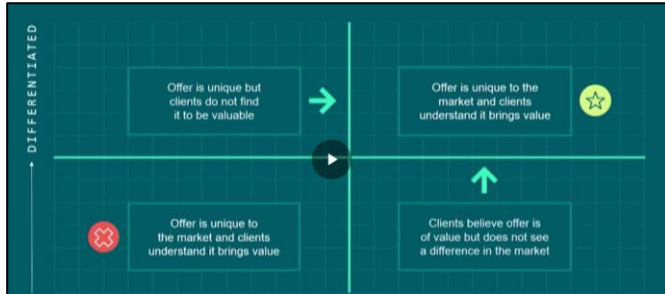 DIFFERENTIATED
Offer is unique but
clients do not find
it to be valuable
Offer is unique to the
market and clients
understand it brings value
Offer is unique to
the market and clients
understand it brings value
Clients believe offer is
of value but does not see
a difference in the market